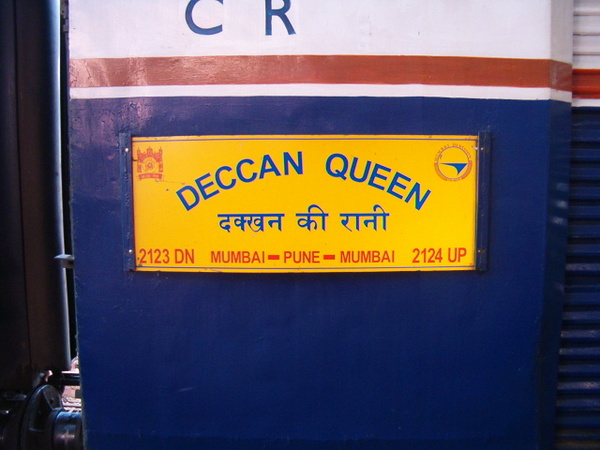 C R
DECCAN QUEEN
दक्खन की रानी
2123 DN MUMBAI - PUNE - MUMBAI 2124 UP